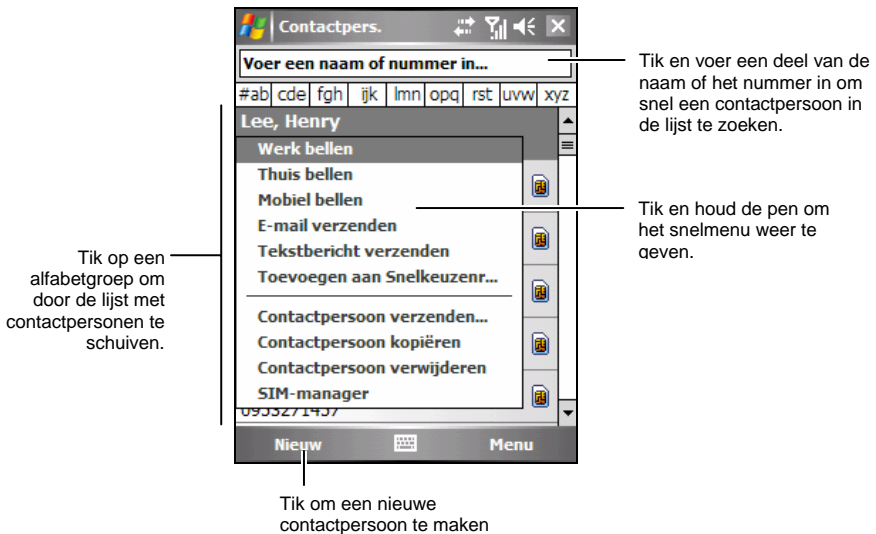 Contactpers.
Voer een naam of nummer in...
#ab cde fgh ijk lmn opq rst uvw xyz
Lee, Henry
Werk bellen
Thuis bellen
Mobiel bellen
E-mail verzenden
Tekstbericht verzenden
Toevoegen aan Snelkeuzenr...
Contactpersoon verzenden...
Contactpersoon kopiëren
Contactpersoon verwijderen
SIM-manager
0953271457
Nieuw Menu
Tik en voer een deel van de
naam of het nummer in om
snel een contactpersoon in
de lijst te zoeken.
Tik en houd de pen om
het snelmenu weer te
geven.
Tik op een
alfabetgroep om
door de lijst met
contactpersonen te
schuiven.
Tik om een nieuwe
contactpersoon te maken